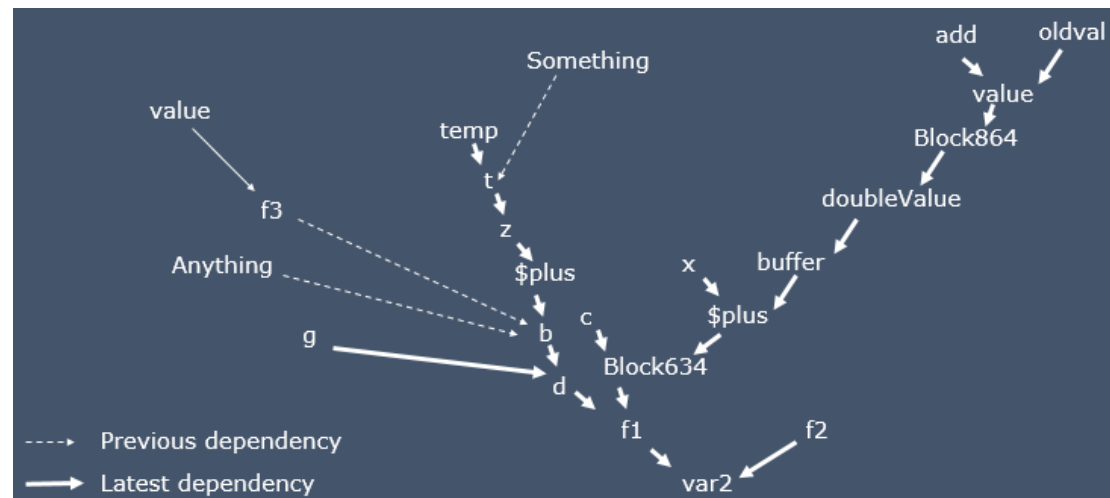 add
oldval
Something
value
value
temp
Block864
t
doubleValue
f3
z
Anything
$plus
x
buffer
c
$plus
g
b
Block634
d
f1
f2
Previous dependency
Latest dependency
var2